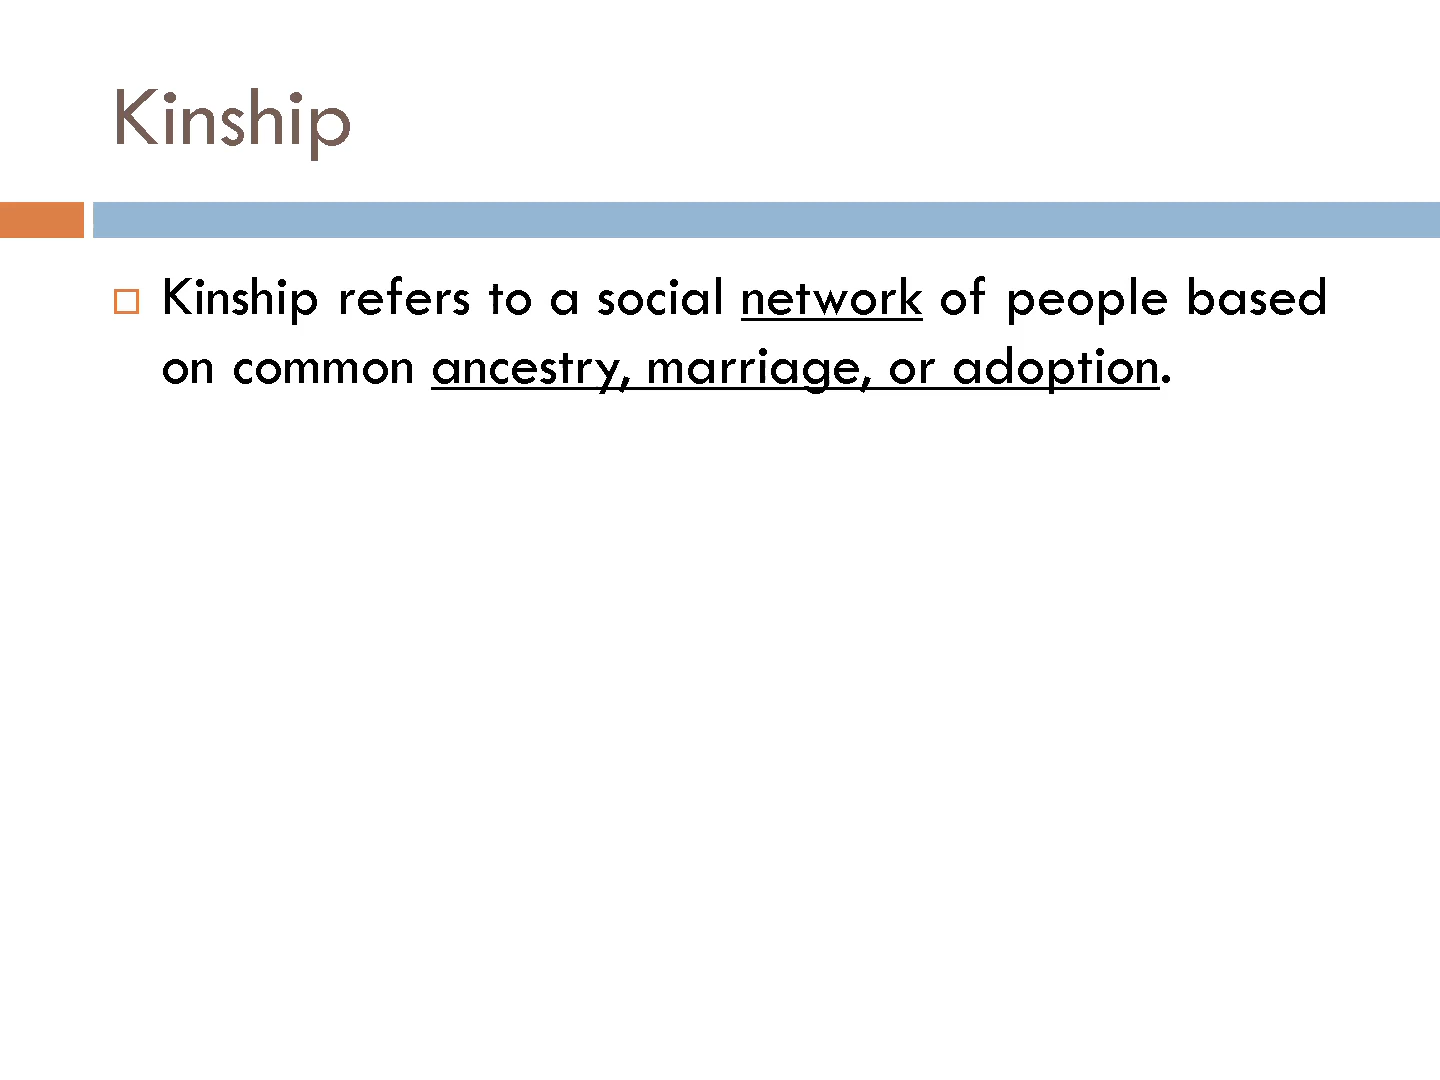 Kinship
Kinship refers to a social network of people based
on common ancestry, marriage, or adoption.